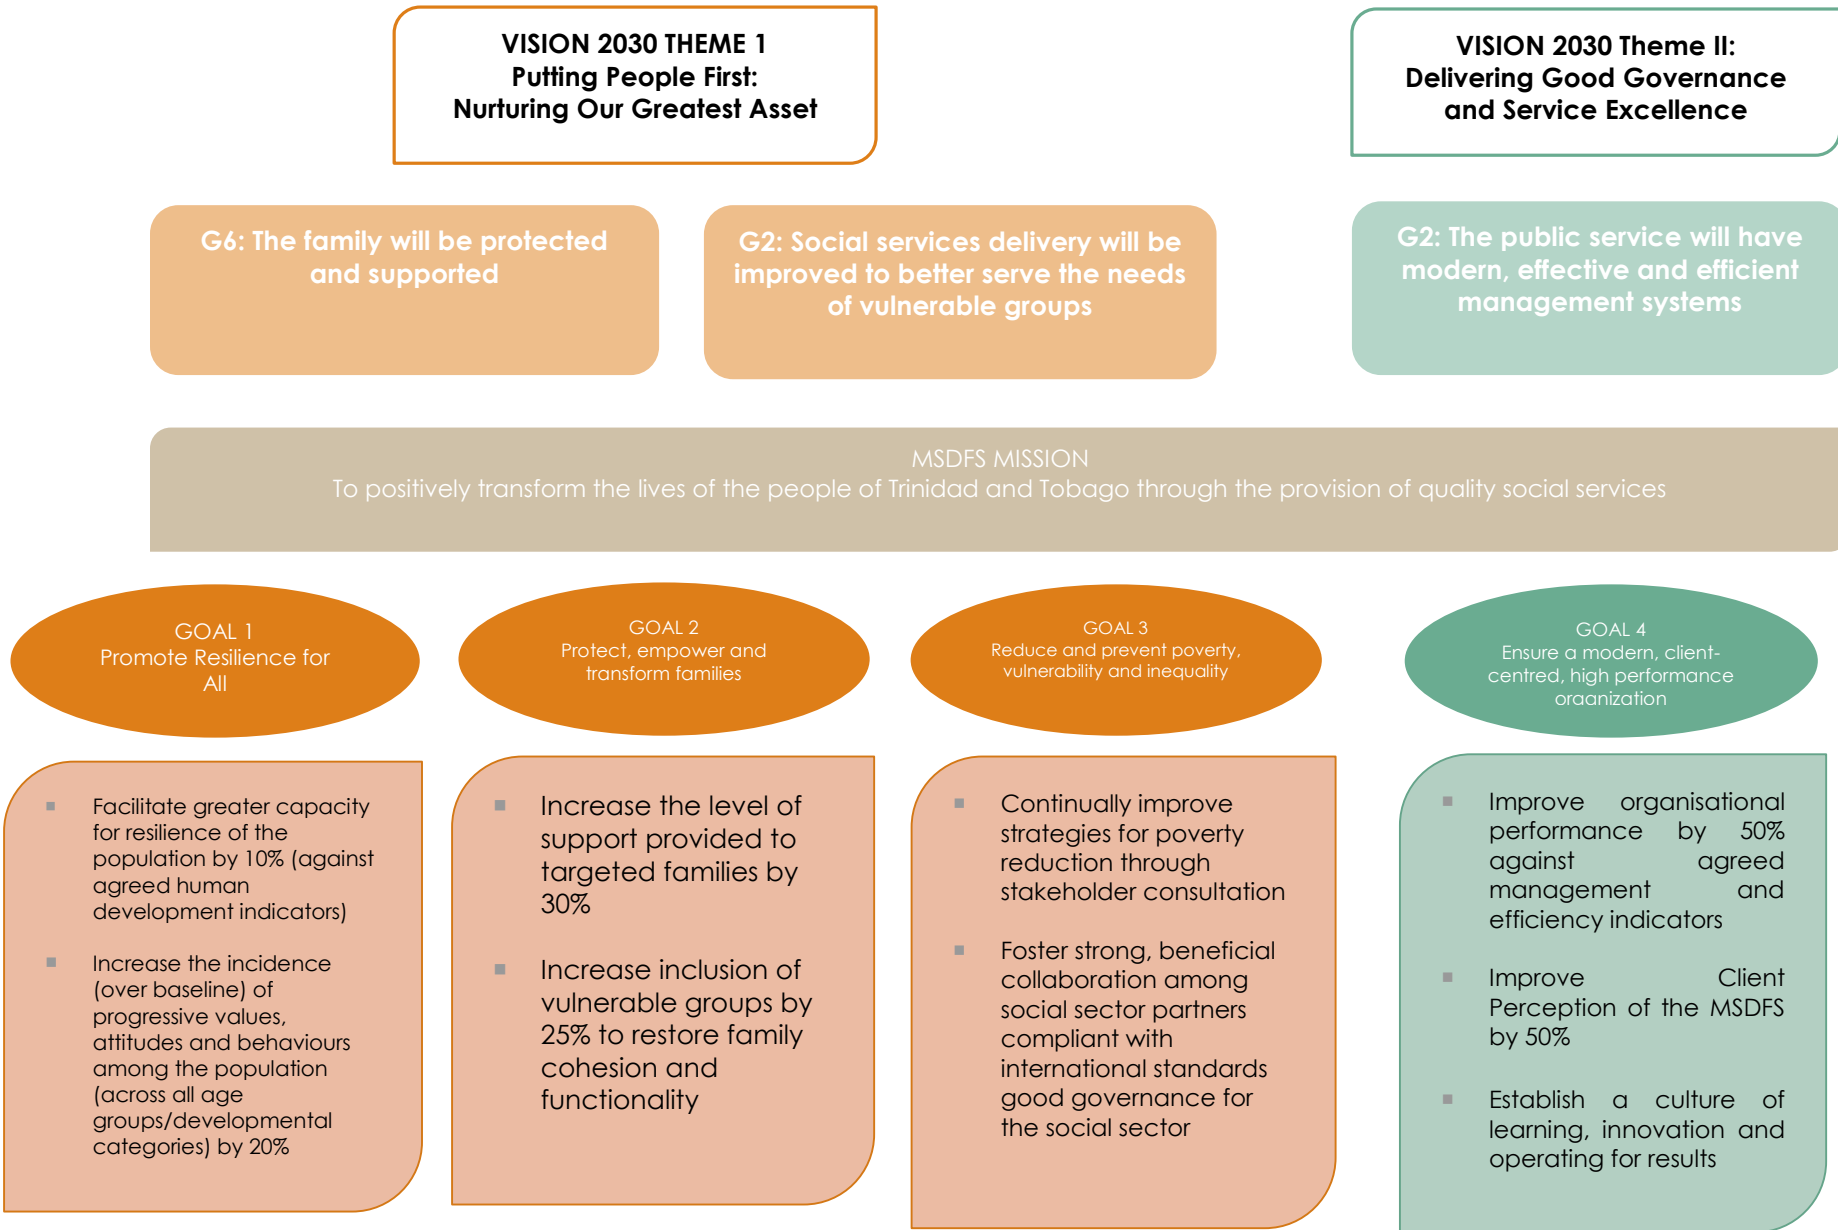 VISION 2030 THEME 1
Putting People First:
Nurturing Our Greatest Asset
VISION 2030 Theme II:
Delivering Good Governance
and Service Excellence
G6: The family will be protected
and supported
G2: Social services delivery will be
improved to better serve the needs
of vulnerable groups
G2: The public service will have
modern, effective and efficient
management systems
MSDFS MISSION
To positively transform the lives of the people of Trinidad and Tobago through the provision of quality social services
GOAL 1
Promote Resilience for
All
GOAL 2
Protect, empower and
transform families
GOAL 3
Reduce and prevent poverty,
vulnerability and inequality
GOAL 4
Ensure a modern, client-
centred, high performance
organization
▪ Facilitate greater capacity
for resilience of the
population by 10% (against
agreed human
development indicators)
▪ Increase the incidence
(over baseline) of
progressive values,
attitudes and behaviours
among the population
(across all age
groups/developmental
categories) by 20%
▪ Increase the level of
support provided to
targeted families by
30%
▪ Increase inclusion of
vulnerable groups by
25% to restore family
cohesion and
functionality
▪ Continually improve
strategies for poverty
reduction through
stakeholder consultation
▪ Foster strong, beneficial
collaboration among
social sector partners
compliant with
international standards
good governance for
the social sector
▪ Improve organisational
performance by 50%
against agreed
management and
efficiency indicators
▪ Improve Client
Perception of the MSDFS
by 50%
▪ Establish a culture of
learning, innovation and
operating for results